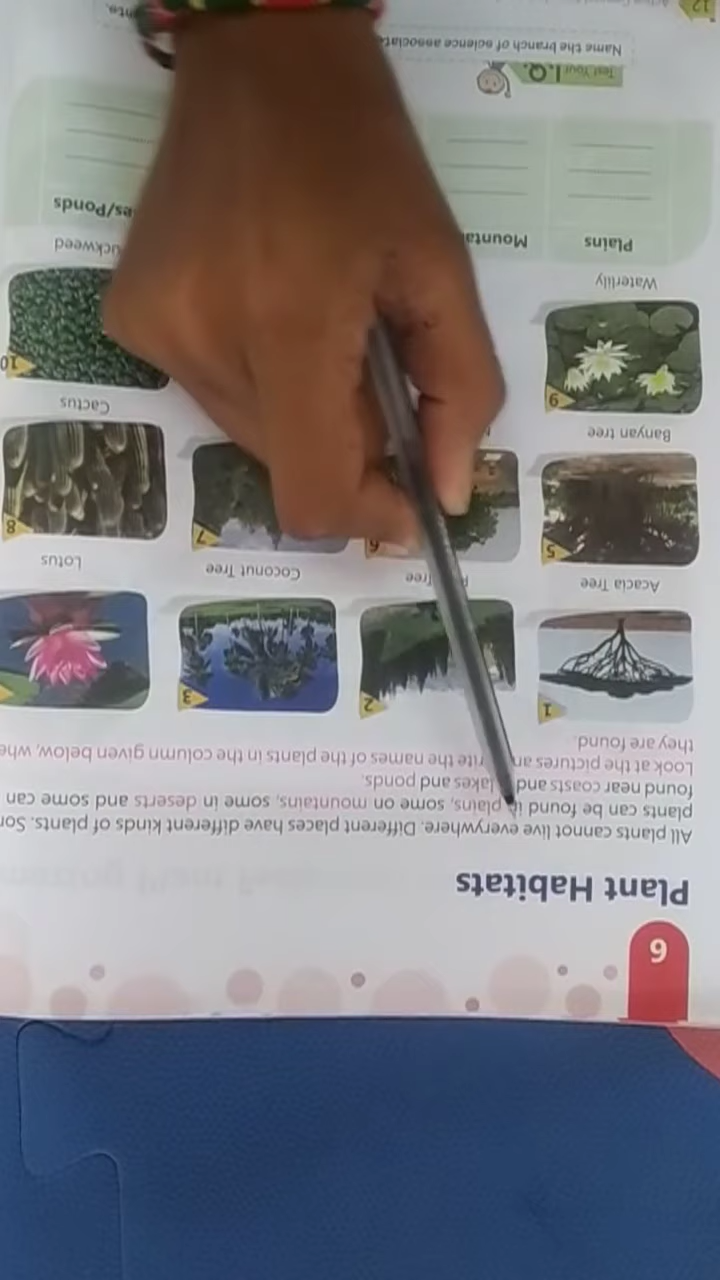 6
Plant Habitats
All plants cannot live everywhere. Different places have different kinds of plants. Sor
plants can be found plains, some on mountains, some in deserts and some can
found near coasts and lakes and ponds.
Look at the pictures and write the names of the plants in the column given below, whe
they are found.
1 2 3
Acacia Tree Tree Coconut Tree Lotus
5 6 7 8
Banyan tree Cactus
9 10
Waterlily uckweed
Plains Mounta es/Ponds
Test Your I.Q.
Name the branch of science associat
12